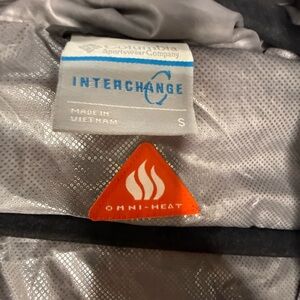 Columbia
Sportswear Company
INTERCHANGE
MADE IN
VIETNAM
S
OMNI-HEAT